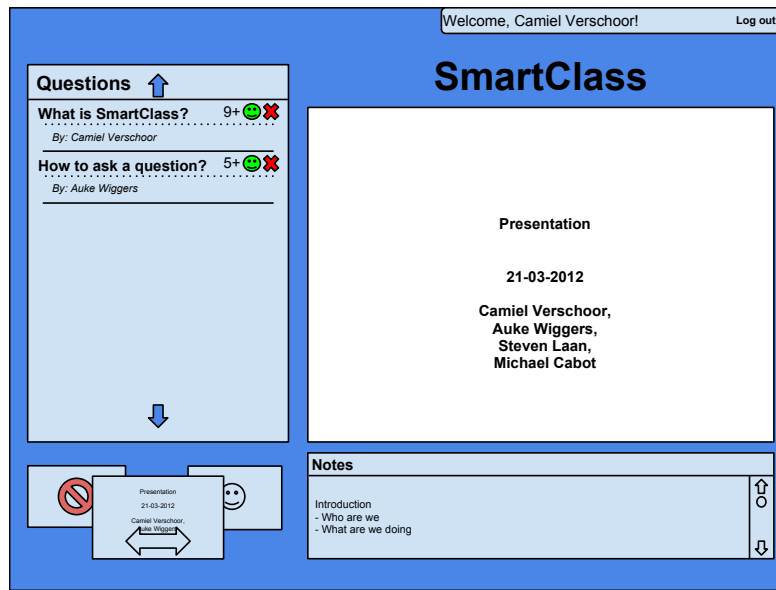 Welcome, Camiel Verschoor!
Log out
SmartClass
Questions
What is SmartClass? 9+
By: Camiel Verschoor
How to ask a question? 5+
By: Auke Wiggers
Presentation
21-03-2012
Camiel Verschoor,
Auke Wiggers,
Steven Laan,
Michael Cabot
Presentation
21-03-2012
Camiel Verschoor,
Auke Wiggers,
Notes
Introduction
- Who are we
- What are we doing